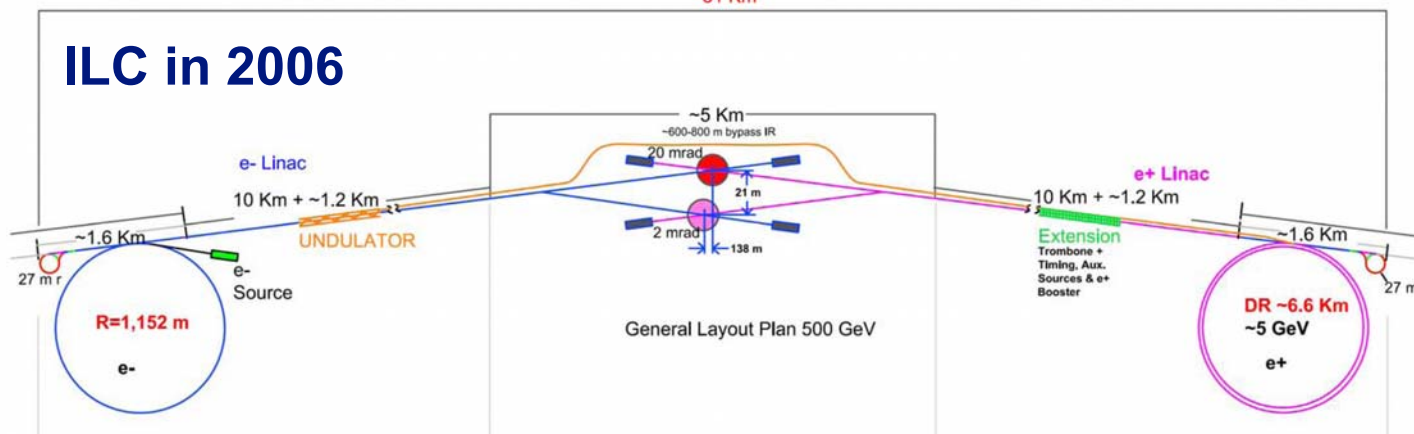 ILC in 2006
~5 Km
~600-800 m bypass IR
20 mrad
e- Linac
e+ Linac
10 Km + ~1.2 Km
21 m
10 Km + ~1.2 Km
~1.6 Km
UNDULATOR
2 mrad
138 m
Extension
Trombone +
Timing, Aux.
Sources & e+
Booster
~1.6 Km
27 m r
e-
Source
27 m
R=1,152 m
e-
General Layout Plan 500 GeV
DR ~6.6 Km
~5 GeV
e+